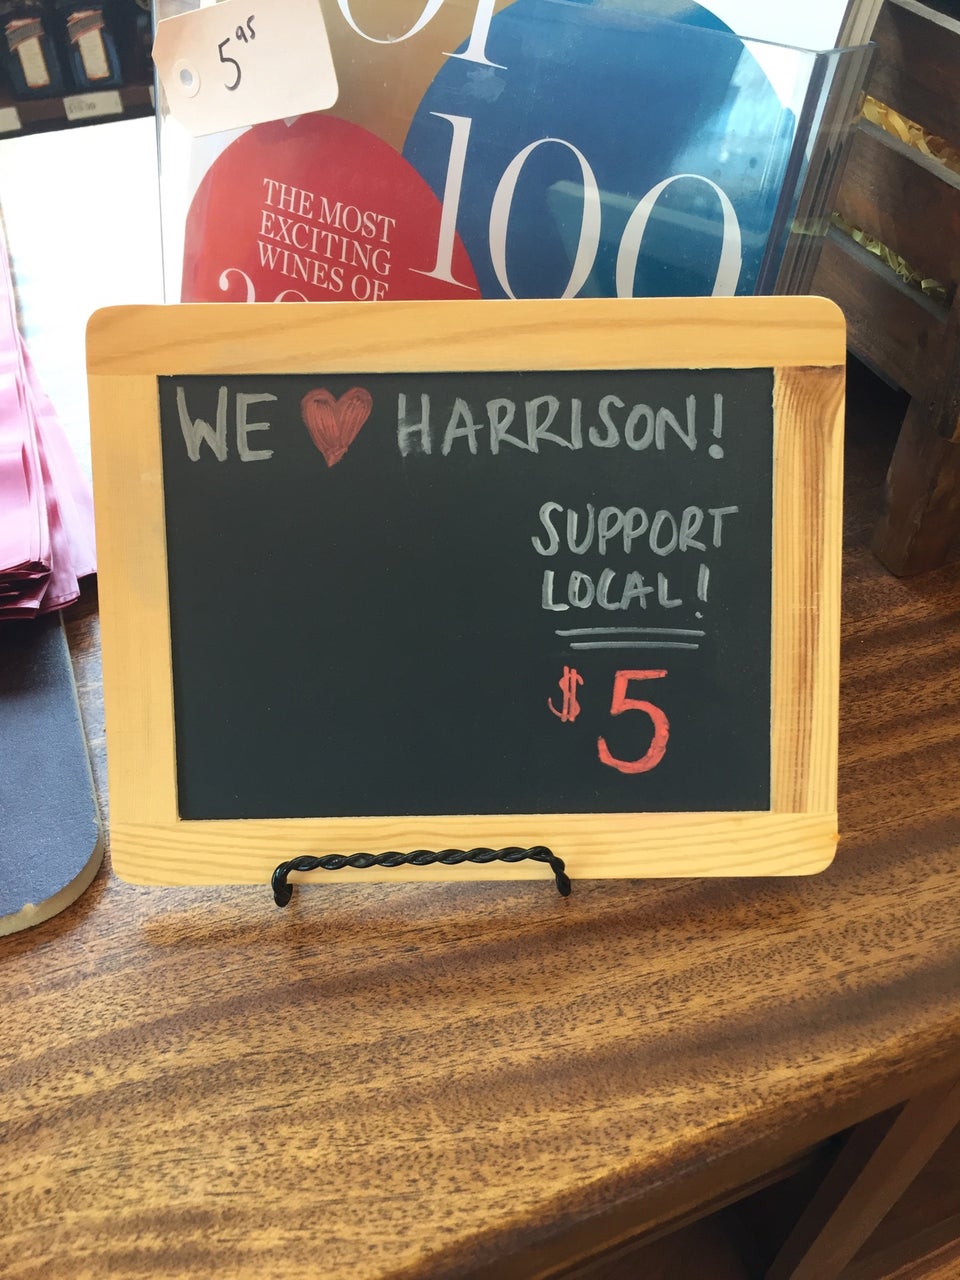 5.95
100
THE MOST
EXCITING
WINES OF
WE ❤ HARRISON!
SUPPORT
LOCAL!
$5